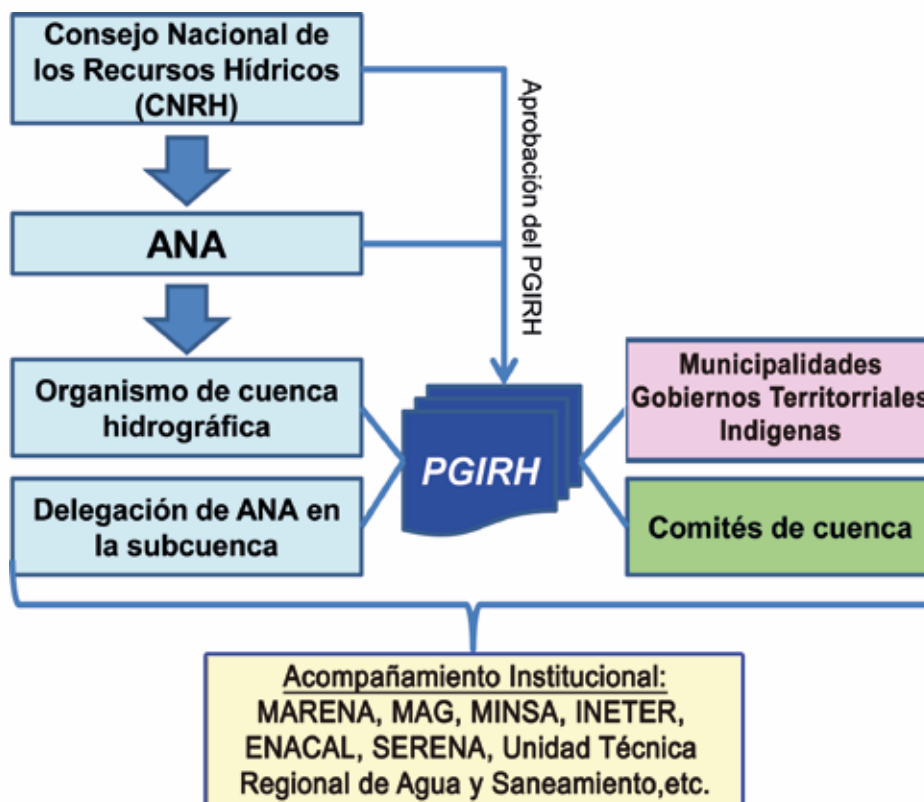 Consejo Nacional de
los Recursos Hídricos
(CNRH)
Aprobación del PGIRH
ANA
Organismo de cuenca
hidrográfica
Delegación de ANA en
la subcuenca
PGIRH
Municipalidades
Gobiernos Territorriales
Indigenas
Comités de cuenca
Acompañamiento Institucional:
MARENA, MAG, MINSA, INETER,
ENACAL, SERENA, Unidad Técnica
Regional de Agua y Saneamiento,etc.